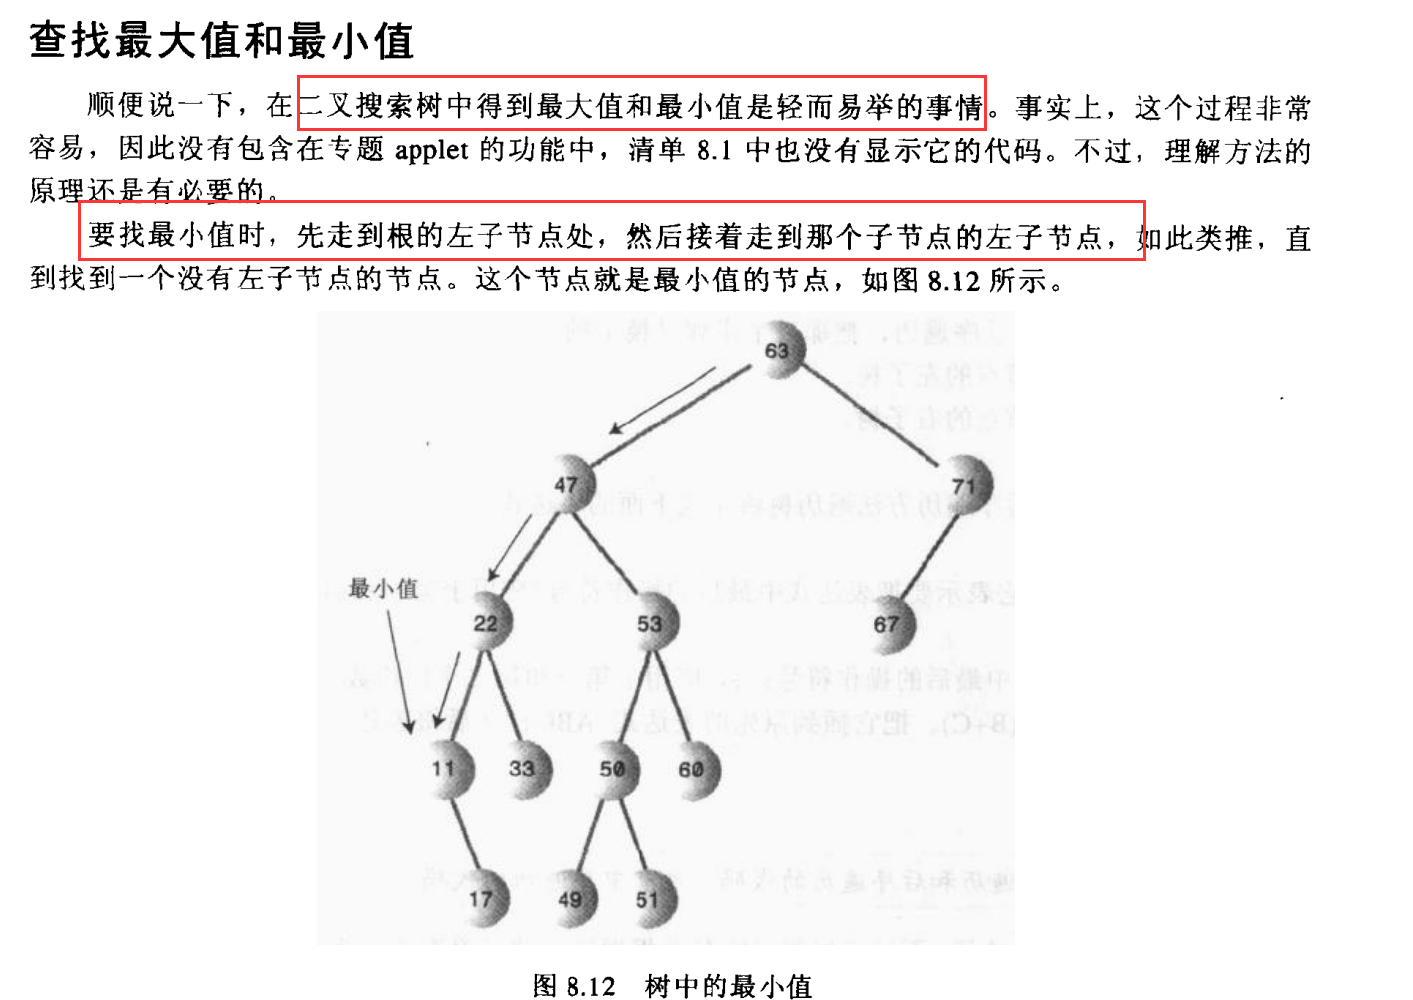 查找最大值和最小值
顺便说一下，在二叉搜索树中得到最大值和最小值是轻而易举的事情。事实上，这个过程非常
容易，因此没有包含在专题 applet 的功能中，清单 8.1 中也没有显示它的代码。不过，理解方法的
原理还是有必要的。
要找最小值时，先走到根的左子节点处，然后接着走到那个子节点的左子节点，如此类推，直
到找到一个没有左子节点的节点。这个节点就是最小值的节点，如图 8.12 所示。
63
47
71
最小值
22
53
67
11
33
50
60
17
49
51
图 8.12 树中的最小值